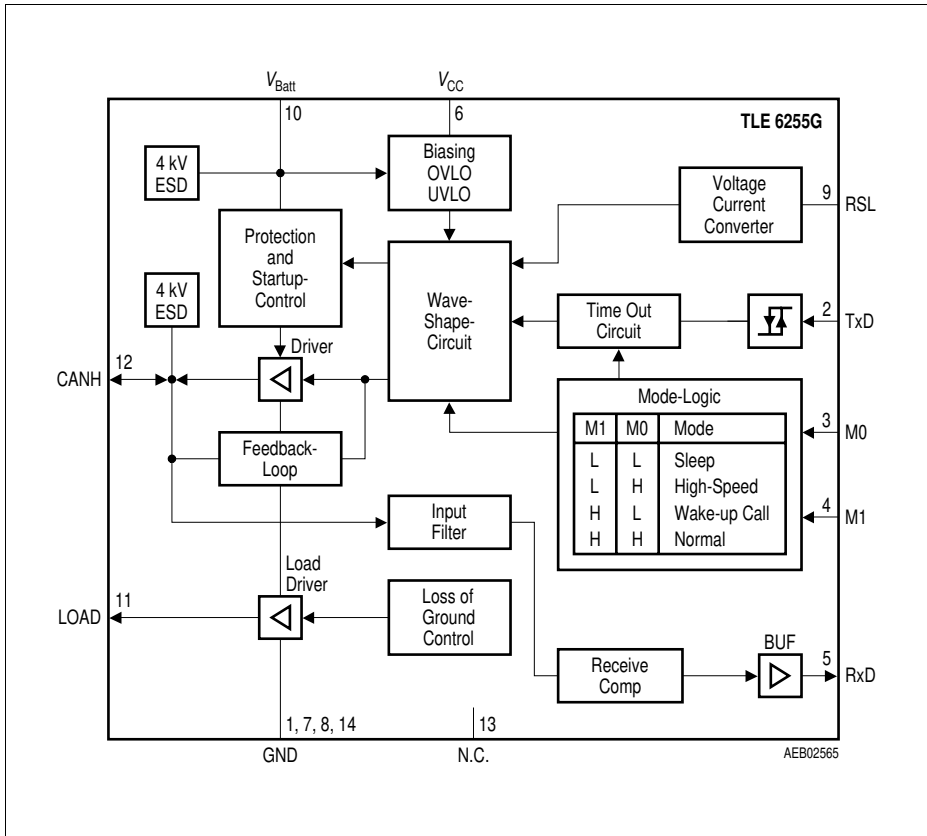 VBatt
VCC
10
6
TLE 6255G
4 kV
ESD
Biasing
OVLO
UVLO
Voltage
Current
Converter
9
RSL
Protection
and
Startup-
Control
4 kV
ESD
Wave-
Shape-
Circuit
Time Out
Circuit
2
TxD
Driver
12
CANH
Mode-Logic
M1 M0 Mode
L L Sleep
L H High-Speed
H L Wake-up Call
H H Normal
3
M0
4
M1
Feedback-
Loop
Input
Filter
Load
Driver
11
LOAD
Loss of
Ground
Control
Receive
Comp
BUF
5
RxD
1, 7, 8, 14
13
GND
N.C.
AEB02565